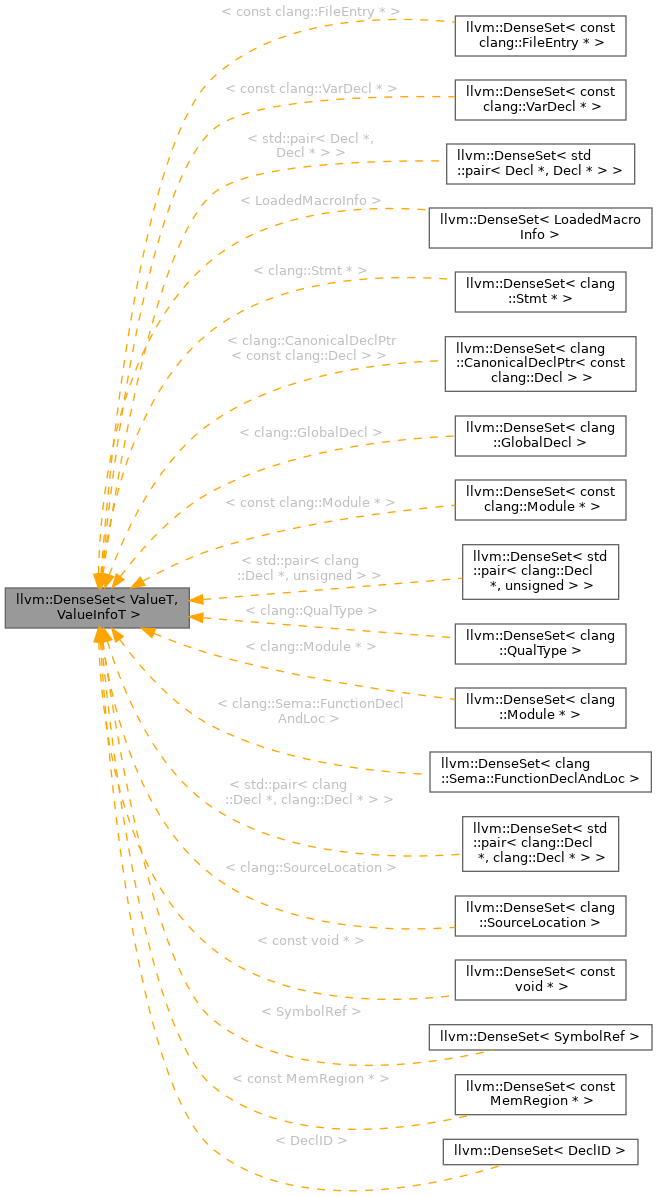 < const clang::FileEntry * >
llvm::DenseSet< const
clang::FileEntry * >
< const clang::VarDecl * >
llvm::DenseSet< const
clang::VarDecl * >
< std::pair< Decl *,
Decl * > >
llvm::DenseSet< std
::pair< Decl *, Decl * > >
< LoadedMacroInfo >
llvm::DenseSet< LoadedMacro
Info >
< clang::Stmt * >
llvm::DenseSet< clang
::Stmt * >
< clang::CanonicalDeclPtr
< const clang::Decl > >
llvm::DenseSet< clang
::CanonicalDeclPtr< const
clang::Decl > >
< clang::GlobalDecl >
llvm::DenseSet< clang
::GlobalDecl >
< const clang::Module * >
llvm::DenseSet< const
clang::Module * >
< std::pair< clang
::Decl *, unsigned > >
llvm::DenseSet< std
::pair< clang::Decl
*, unsigned > >
llvm::DenseSet< ValueT,
ValueInfoT >
< clang::QualType >
llvm::DenseSet< clang
::QualType >
< clang::Module * >
llvm::DenseSet< clang
::Module * >
< clang::Sema::FunctionDecl
AndLoc >
llvm::DenseSet< clang
::Sema::FunctionDeclAndLoc >
< std::pair< clang
::Decl *, clang::Decl * > >
llvm::DenseSet< std
::pair< clang::Decl
*, clang::Decl * > >
< clang::SourceLocation >
llvm::DenseSet< clang
::SourceLocation >
< const void * >
llvm::DenseSet< const
void * >
< SymbolRef >
llvm::DenseSet< SymbolRef >
< const MemRegion * >
llvm::DenseSet< const
MemRegion * >
< DeclID >
llvm::DenseSet< DeclID >